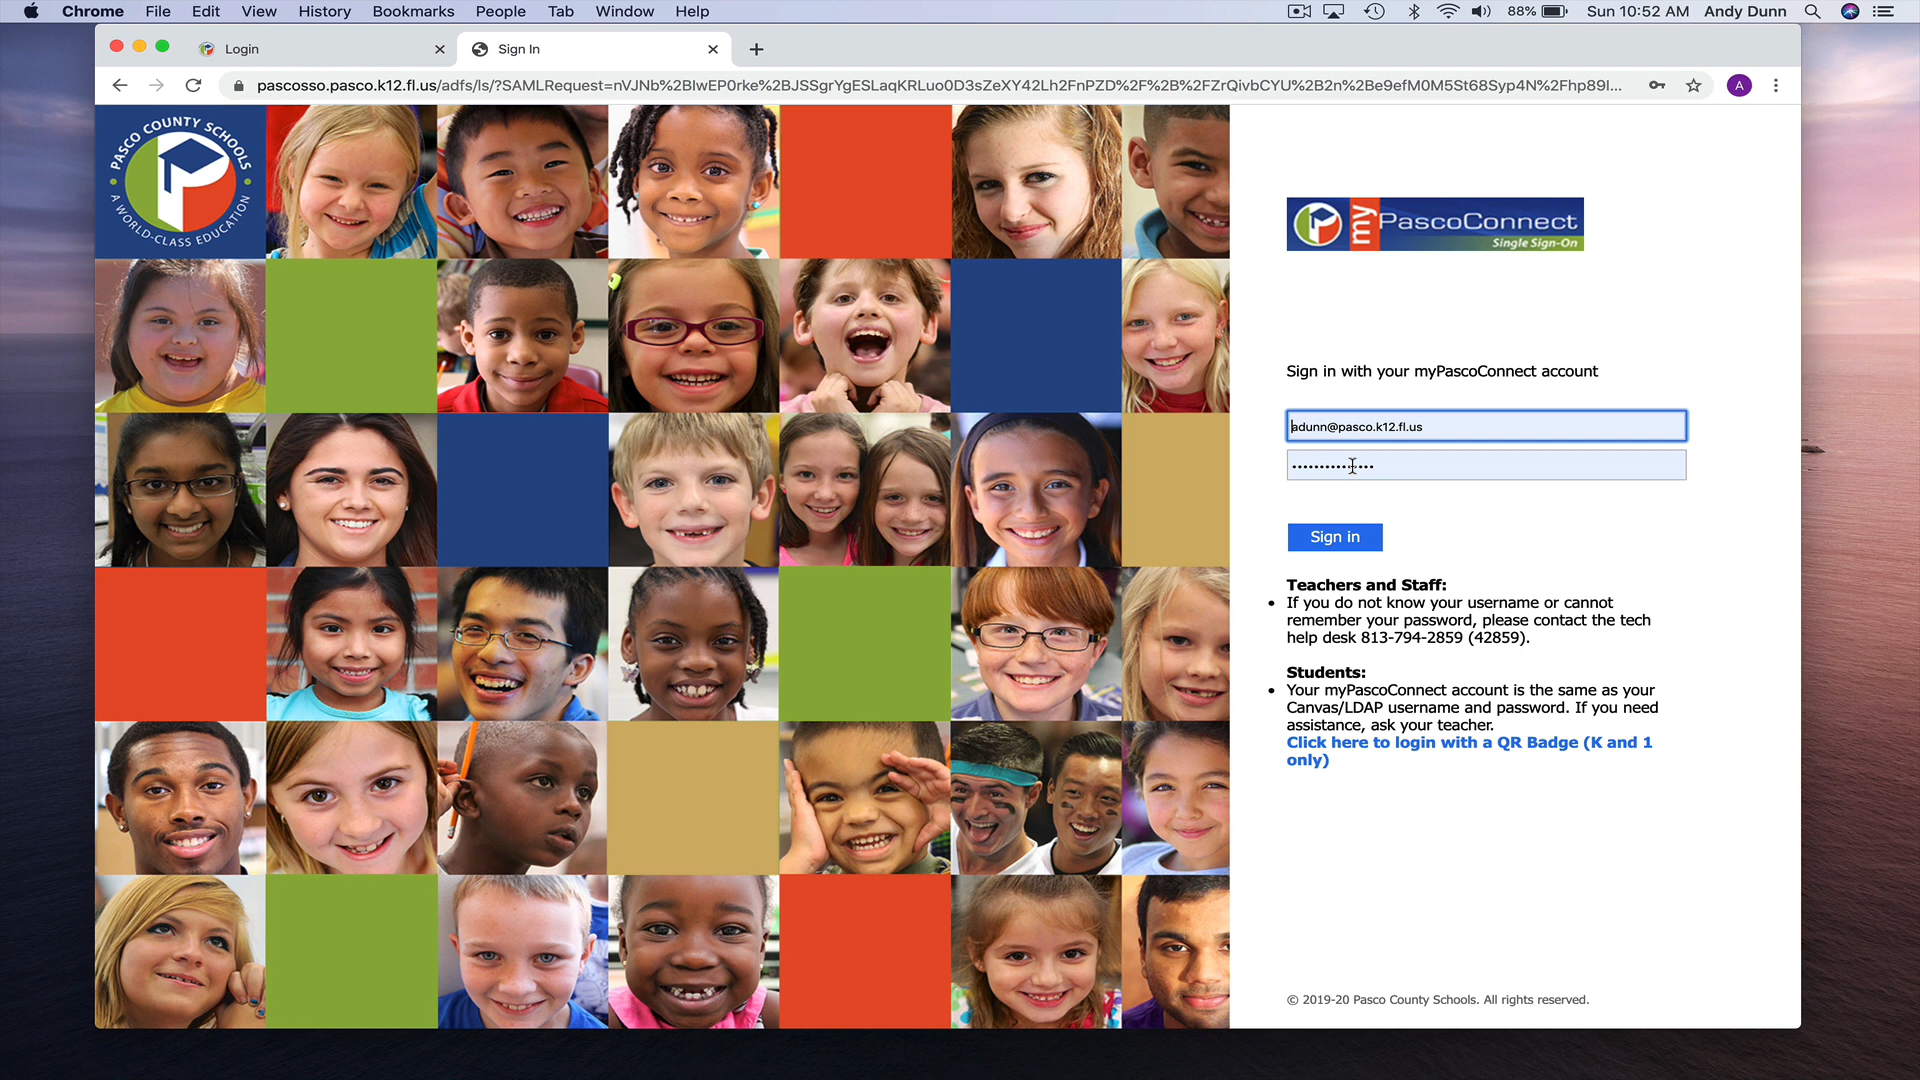 Chrome File Edit View History Bookmarks People Tab Window Help 88% Sun 10:52 AM Andy Dunn
Login Sign In
pascosso.pasco.k12.fl.us/adfs/ls/?SAMLRequest=nVJNb%2BIwEP0rke%2BJSSgrYgESLaqKRLuo0D3sZeXY42Lh2FnPZD%2F%2B%2FZrQivbCYU%2B2n%2Be9efM0M5St68Syp4N%2Fhp89I... A
PASCO COUNTY SCHOOLS
A WORLD-CLASS EDUCATION
my PascoConnect
Single Sign-On
Sign in with your myPascoConnect account
adunn@pasco.k12.fl.us
Sign in
Teachers and Staff:
• If you do not know your username or cannot
remember your password, please contact the tech
help desk 813-794-2859 (42859).
Students:
• Your myPascoConnect account is the same as your
Canvas/LDAP username and password. If you need
assistance, ask your teacher.
Click here to login with a QR Badge (K and 1
only)
© 2019-20 Pasco County Schools. All rights reserved.